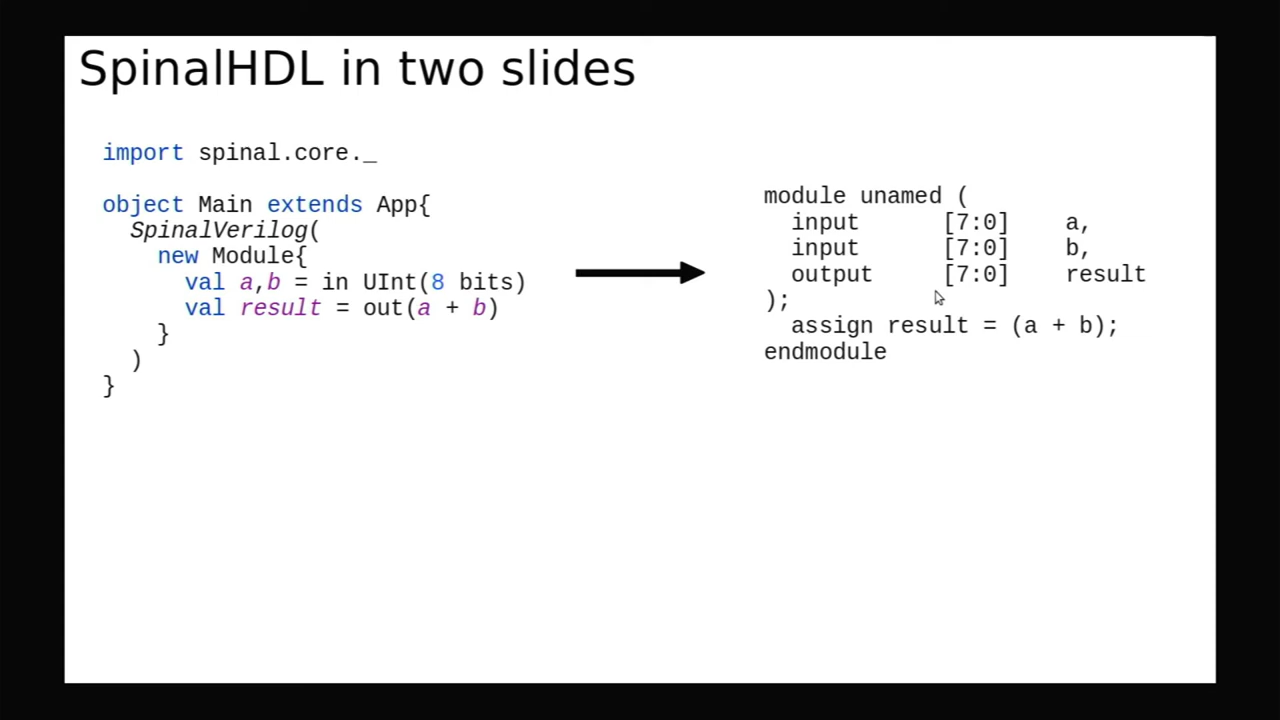 SpinalHDL in two slides
import spinal.core._
object Main extends App{
SpinalVerilog(
new Module{
val a,b = in UInt(8 bits)
val result = out(a + b)
}
)
}
module unamed (
input [7:0] a,
input [7:0] b,
output [7:0] result
);
assign result = (a + b);
endmodule